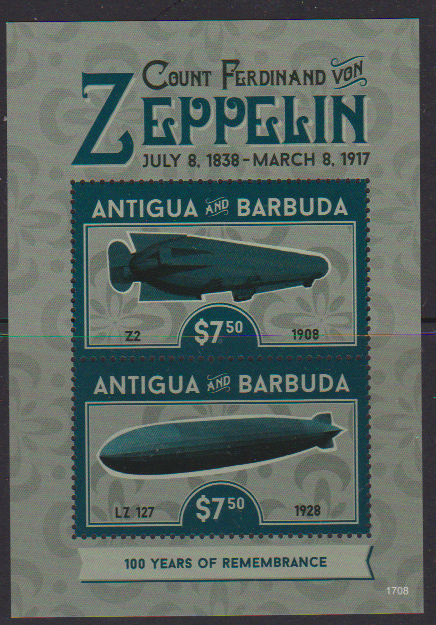 COUNT FERDINAND VON
ZEPPELIN
JULY 8, 1838 - MARCH 8, 1917
ANTIGUA AND BARBUDA
Z2 $7 50 1908
ANTIGUA AND BARBUDA
LZ 127 $7 50 1928
100 YEARS OF REMEMBRANCE
1708